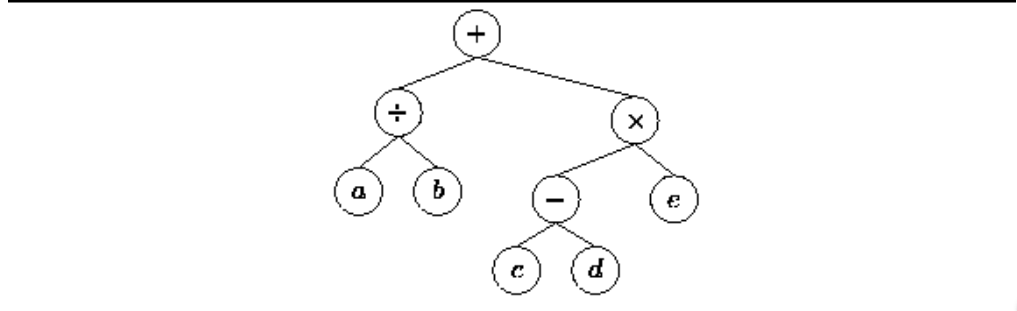 +
÷ ×
a b − e
c d